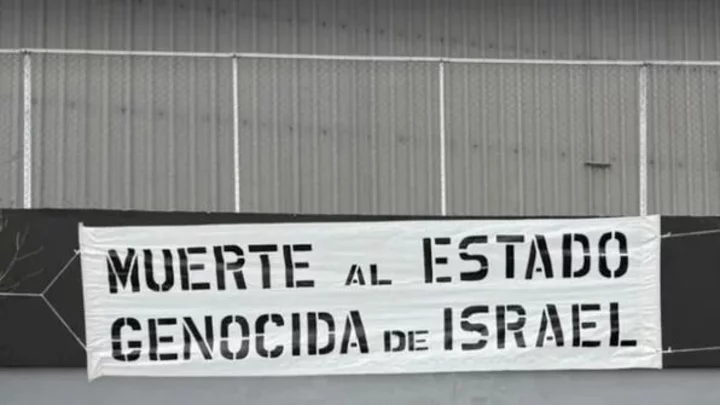 MUERTE AL ESTADO
GENOCIDA DE ISRAEL